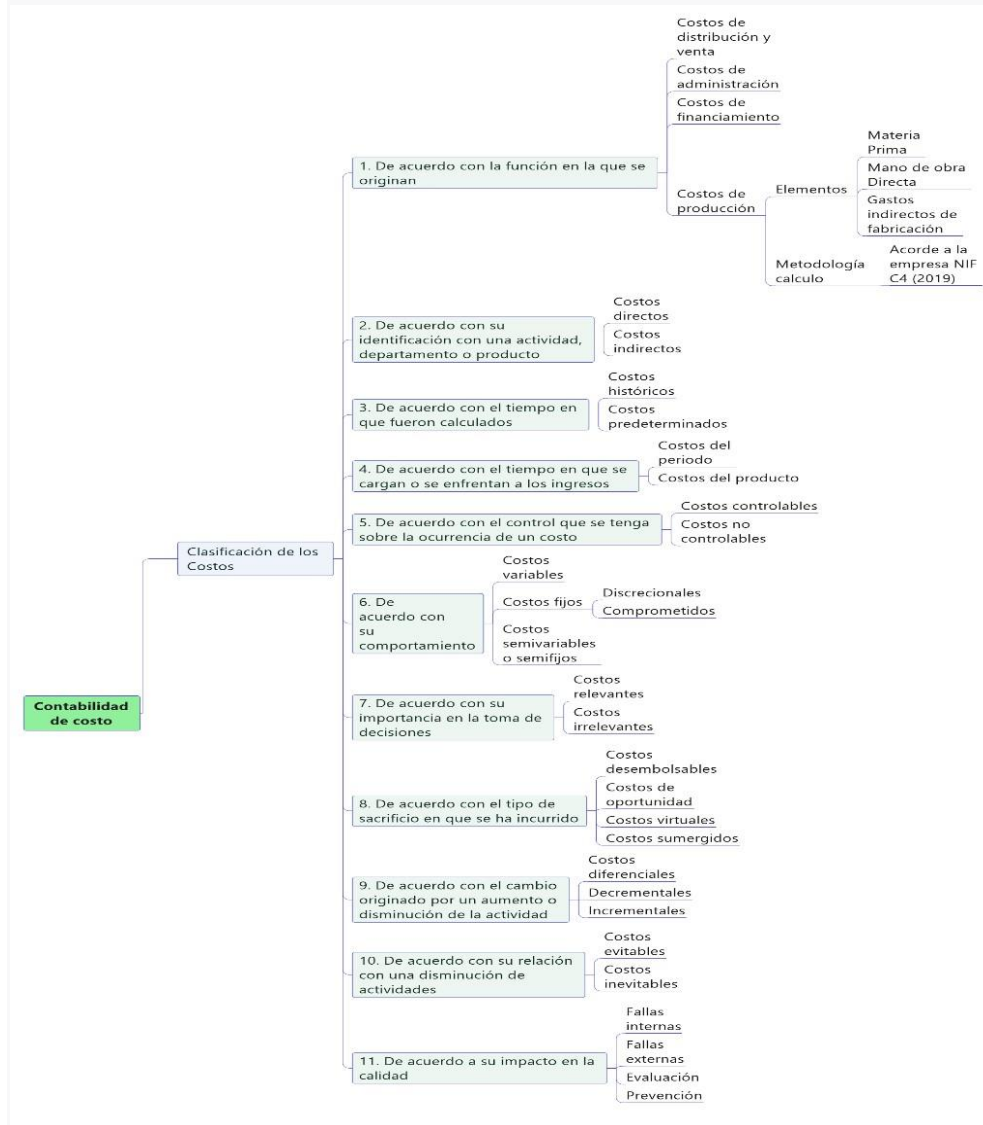 Contabilidad
de costo
Clasificación de los
Costos
1. De acuerdo con la función en la que se
originan
Costos de
distribución y
venta
Costos de
administración
Costos de
financiamiento
Costos de
producción
Elementos
Materia
Prima
Mano de obra
Directa
Gastos
indirectos de
fabricación
Metodología
calculo
Acorde a la
empresa NIF
C4 (2019)
2. De acuerdo con su
identificación con una actividad,
departamento o producto
Costos
directos
Costos
indirectos
3. De acuerdo con el tiempo en
que fueron calculados
Costos
históricos
Costos
predeterminados
4. De acuerdo con el tiempo en que se
cargan o se enfrentan a los ingresos
Costos del
periodo
Costos del producto
5. De acuerdo con el control que se tenga
sobre la ocurrencia de un costo
Costos controlables
Costos no
controlables
6. De
acuerdo con
su
comportamiento
Costos
variables
Costos fijos
Discrecionales
Comprometidos
Costos
semivariables
o semifijos
7. De acuerdo con su
importancia en la toma de
decisiones
Costos
relevantes
Costos
irrelevantes
8. De acuerdo con el tipo de
sacrificio en que se ha incurrido
Costos
desembolsables
Costos de
oportunidad
Costos virtuales
Costos sumergidos
9. De acuerdo con el cambio
originado por un aumento o
disminución de la actividad
Costos
diferenciales
Decrementales
Incrementales
10. De acuerdo con su relación
con una disminución de
actividades
Costos
evitables
Costos
inevitables
11. De acuerdo a su impacto en la
calidad
Fallas
internas
Fallas
externas
Evaluación
Prevención